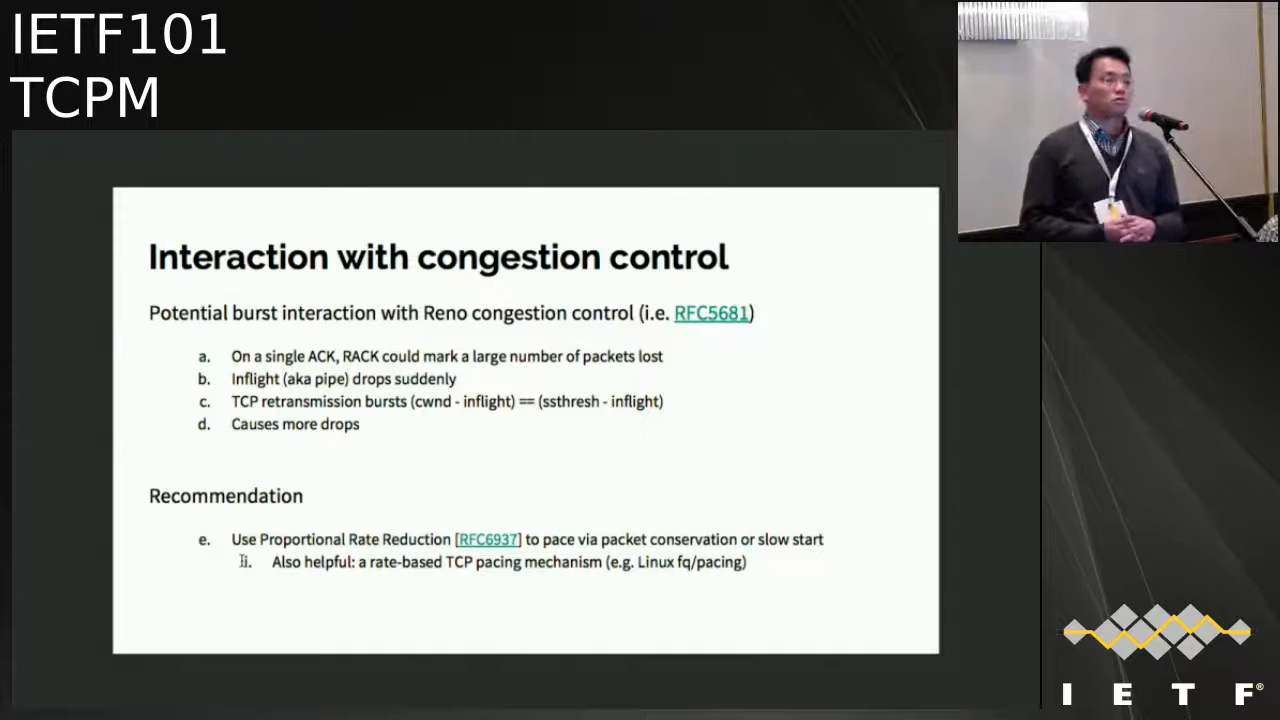 IETF101
TCPM
Interaction with congestion control
Potential burst interaction with Reno congestion control (i.e. RFC5681)
a. On a single ACK, RACK could mark a large number of packets lost
b. Inflight (aka pipe) drops suddenly
c. TCP retransmission bursts (cwnd - inflight) == (ssthresh - inflight)
d. Causes more drops
Recommendation
e. Use Proportional Rate Reduction [RFC6937] to pace via packet conservation or slow start
i. Also helpful: a rate-based TCP pacing mechanism (e.g. Linux fq/pacing)
I E T F®